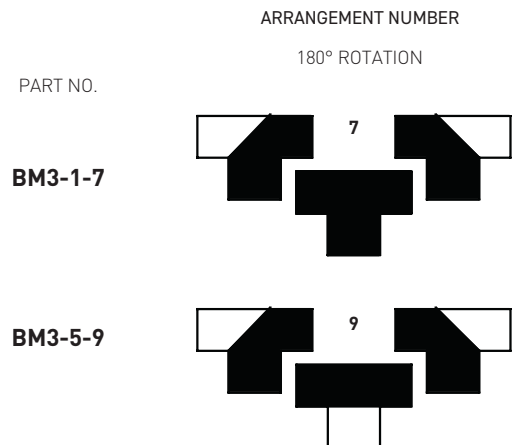 ARRANGEMENT NUMBER
180° ROTATION
PART NO.
7
BM3-1-7
9
BM3-5-9